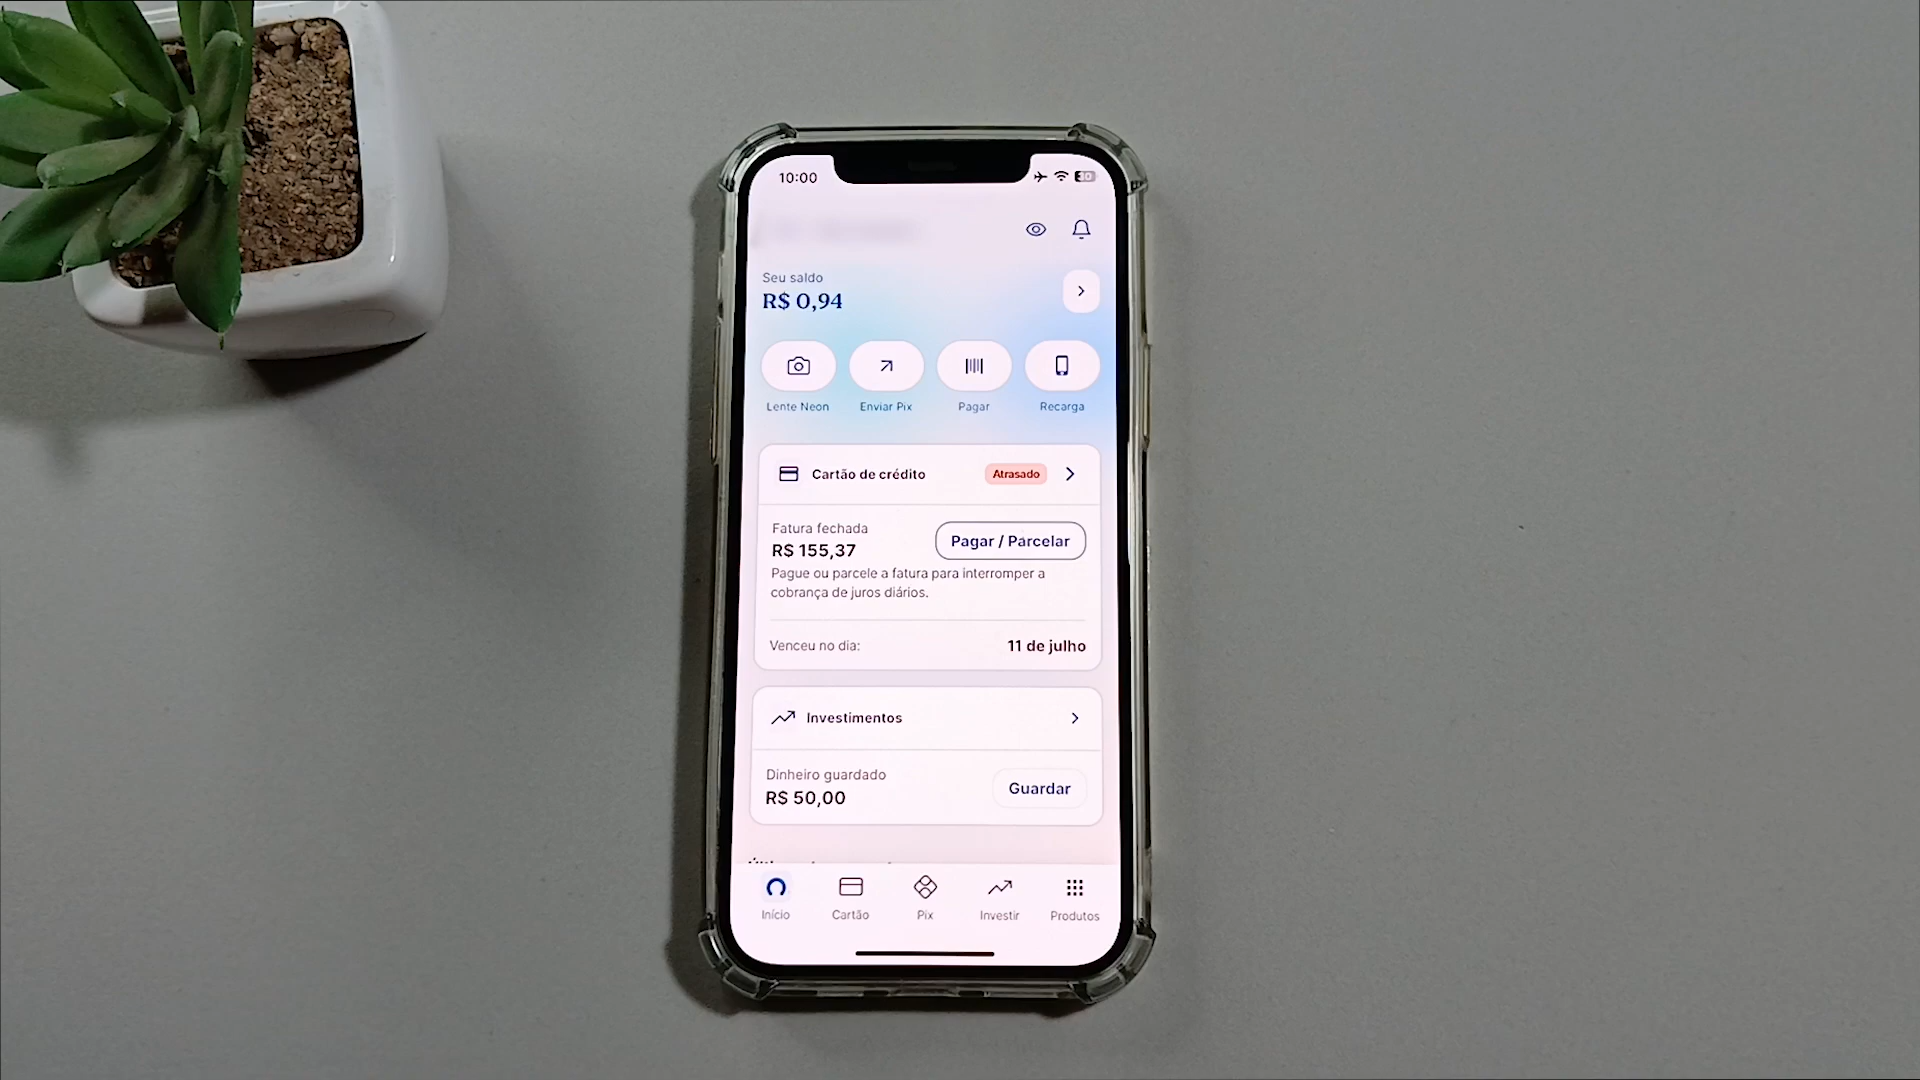 10:00
Seu saldo
R$ 0,94
Lente Neon
Enviar Pix
Pagar
Recarga
Cartão de crédito
Atrasado
Fatura fechada
R$ 155,37
Pagar / Parcelar
Pague ou parcele a fatura para interromper a
cobrança de juros diários.
Venceu no dia:
11 de julho
Investimentos
Dinheiro guardado
R$ 50,00
Guardar
Início
Cartão
Pix
Investir
Produtos